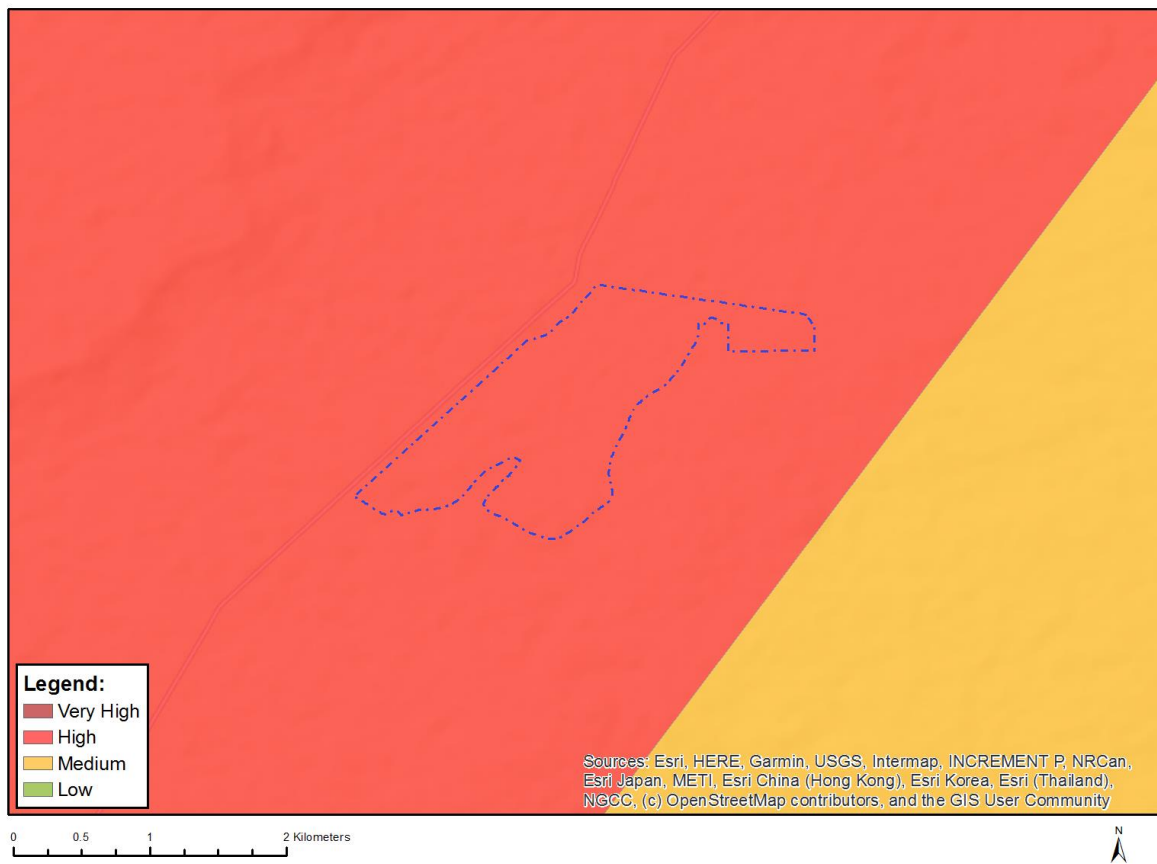 Legend:
Very High
High
Medium
Low
Sources: Esri, HERE, Garmin, USGS, Intermap, INCREMENT P, NRCan,
Esri Japan, METI, Esri China (Hong Kong), Esri Korea, Esri (Thailand),
NGCC, (c) OpenStreetMap contributors, and the GIS User Community
0 0.5 1 2 Kilometers
N